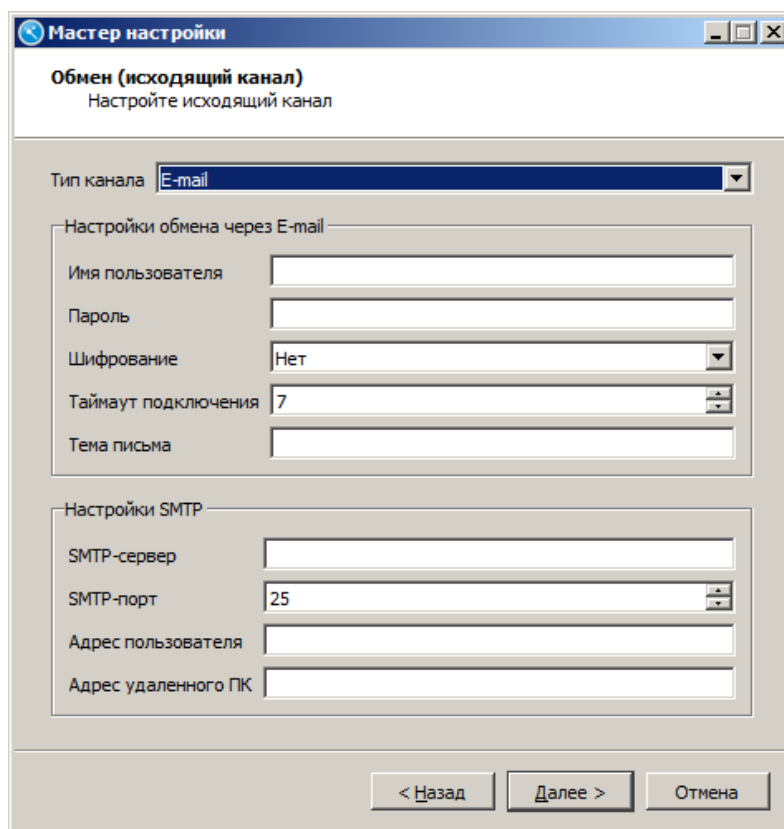 Мастер настройки
Обмен (исходящий канал)
Настройте исходящий канал
Тип канала E-mail
Настройки обмена через E-mail
Имя пользователя
Пароль
Шифрование Нет
Таймаут подключения 7
Тема письма
Настройки SMTP
SMTP-сервер
SMTP-порт 25
Адрес пользователя
Адрес удаленного ПК
< Назад Далее > Отмена